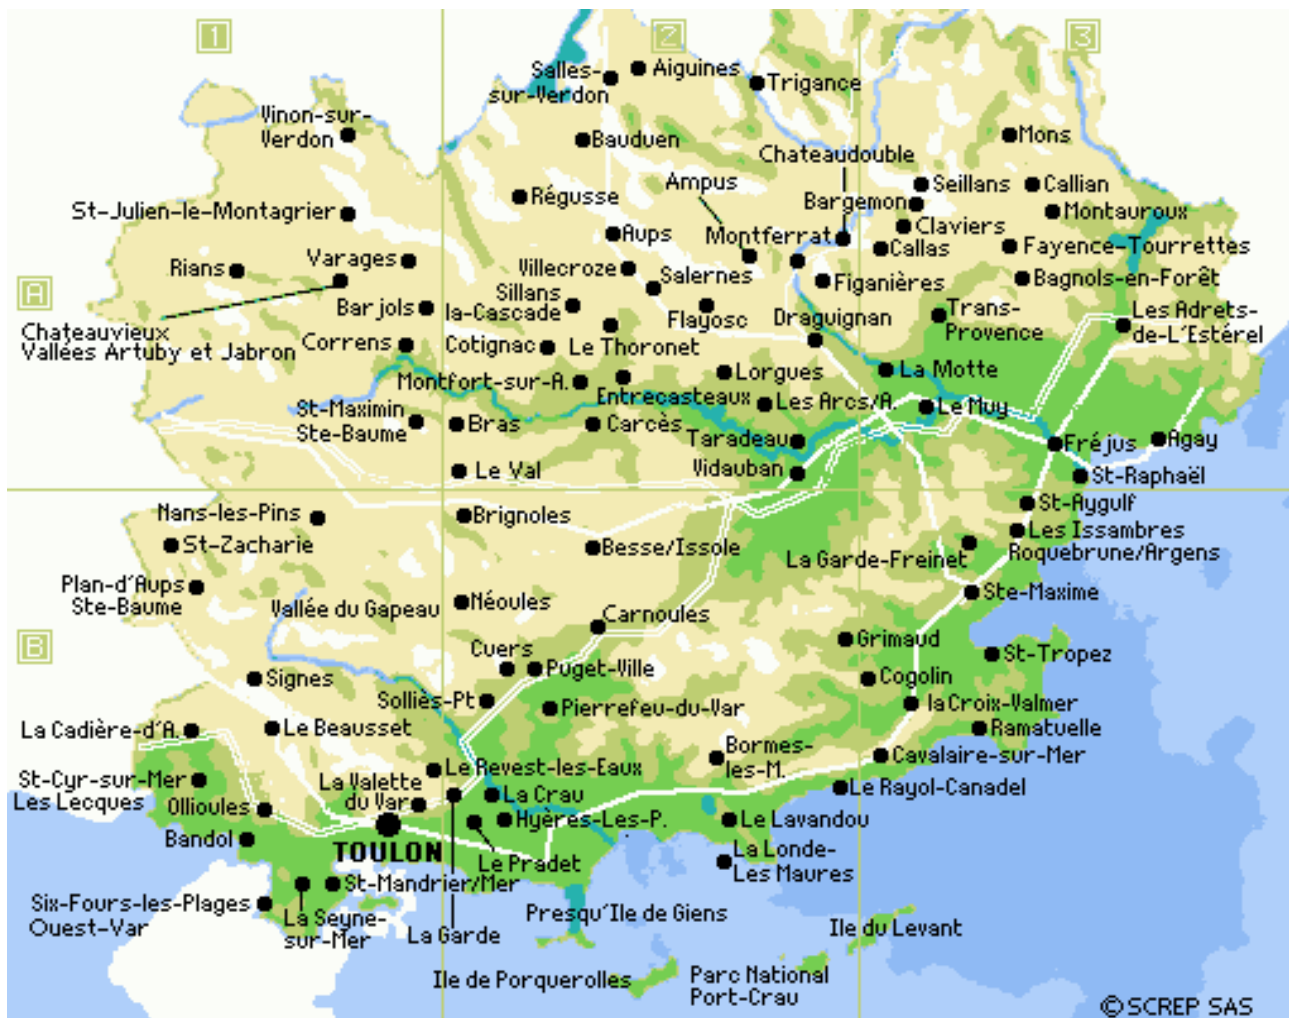 1
2
3
Salles-
sur-Verdon
Aiguines
Trigance
Vinon-sur-
Verdon
Bauduen
Mons
Chateaudouble
Ampus
Régusse
Seillans
Callian
Bargemon
St-Julien-le-Montagrier
Montauroux
Aups
Montferrat
Claviers
Callas
Fayence-Tourrettes
Rians
Varages
Villecroze
Salernes
Figanières
Bagnols-en-Forêt
A
Barjols
Sillans
la-Cascade
Flayosc
Draguignan
Trans-
Provence
Les Adrets-
de-L'Estérel
Chateauvieux
Vallées Artuby et Jabron
Correns
Cotignac
Le Thoronet
Montfort-sur-A.
Lorgues
La Motte
Entrecasteaux
Les Arcs/A.
Le Muy
St-Maximin
Ste-Baume
Bras
Carcès
Taradeau
Fréjus
Agay
Le Val
Vidauban
St-Raphaël
Nans-les-Pins
Brignoles
St-Aygulf
St-Zacharie
Besse/Issole
La Garde-Freinet
Les Issambres
Roquebrune/Argens
Plan-d'Aups
Ste-Baume
Vallée du Gapeau
Néoules
Carnoules
Ste-Maxime
B
Cuers
Grimaud
St-Tropez
Signes
Puget-Ville
Cogolin
Solliès-Pt
Pierrefeu-du-Var
la Croix-Valmer
La Cadière-d'A.
Le Beausset
Ramatuelle
Bormes-
les-M.
Cavalaire-sur-Mer
St-Cyr-sur-Mer
Les Lecques
La Valette
du Var
Le Revest-les-Eaux
Le Rayol-Canadel
Ollioules
La Crau
Hyères-Les-P.
Le Lavandou
Bandol
TOULON
Le Pradet
La Londe-
Les Maures
St-Mandrier/Mer
Six-Fours-les-Plages
Ouest-Var
La Seyne-
sur-Mer
La Garde
Presqu'Ile de Giens
Ile du Levant
Ile de Porquerolles
Parc National
Port-Crau
©SCREP SAS